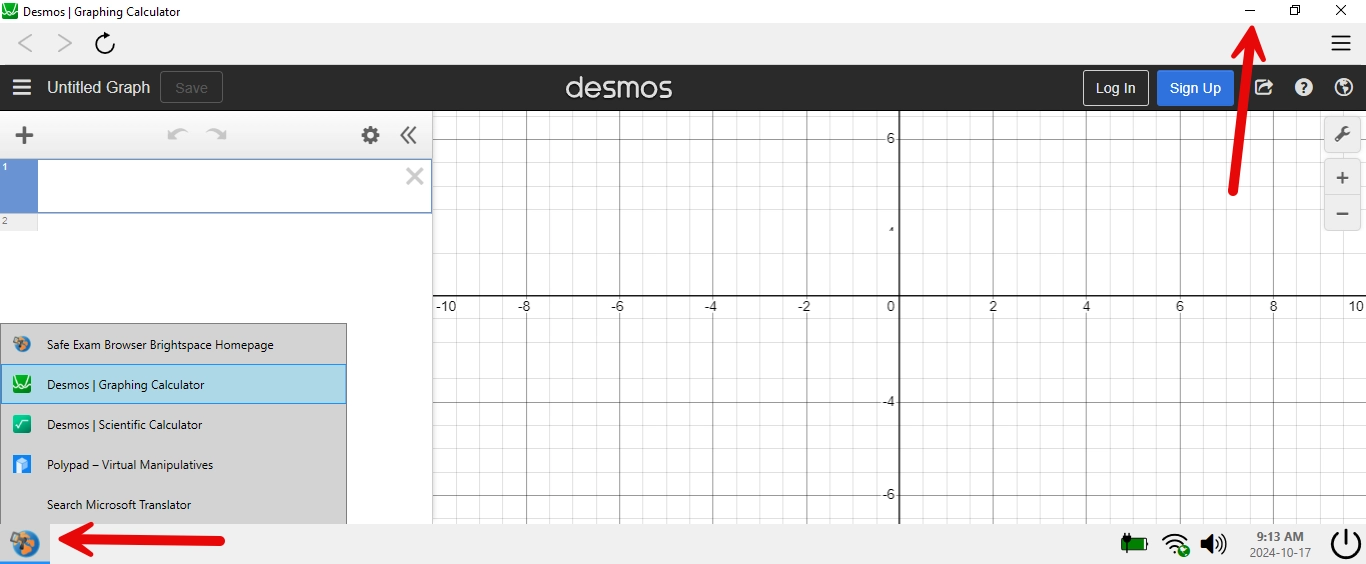 Desmos | Graphing Calculator
Untitled Graph Save desmos Log In Sign Up ?
1
2
6
-10 -8 -6 -4 -2 0 2 4 6 8 10
-4
-6
Safe Exam Browser Brightspace Homepage
Desmos | Graphing Calculator
Desmos | Scientific Calculator
Polypad – Virtual Manipulatives
Search Microsoft Translator
9:13 AM
2024-10-17